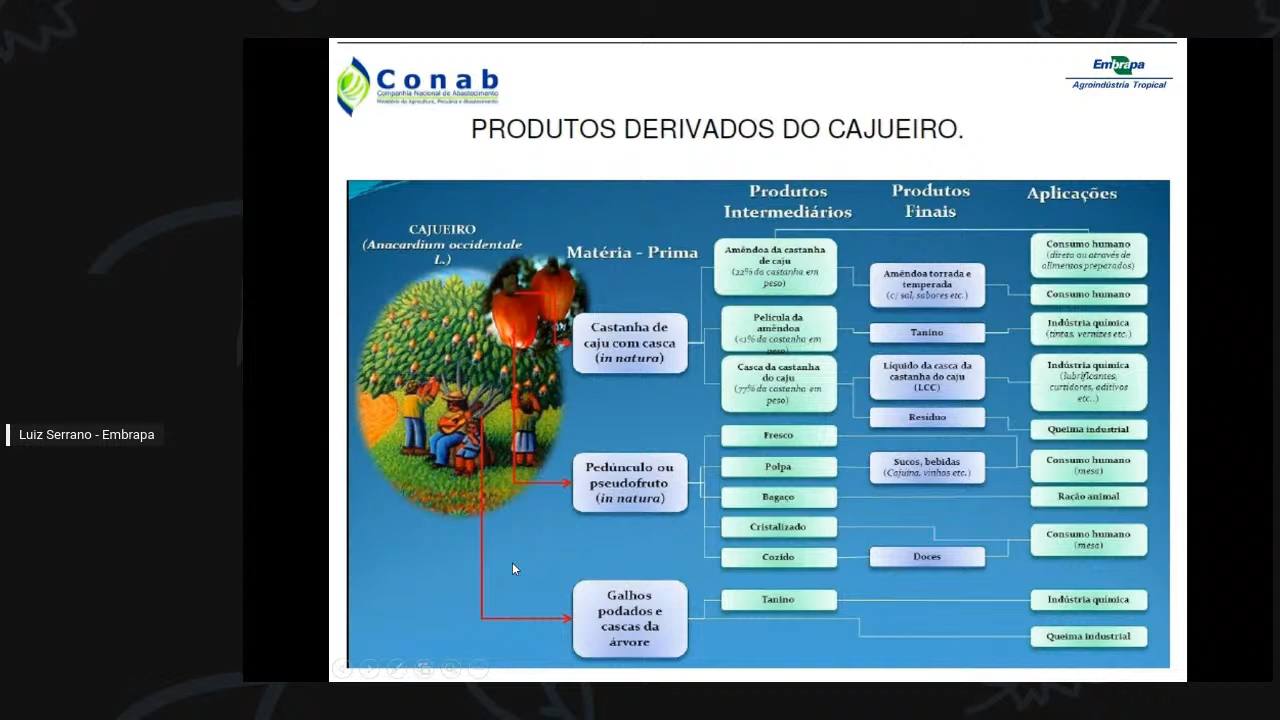 Conab
Companhia Nacional de Abastecimento
Ministério da Agricultura, Pecuária e Abastecimento
Embrapa
Agroindústria Tropical
PRODUTOS DERIVADOS DO CAJUEIRO.
CAJUEIRO
(Anacardium occidentale
L.)
Matéria - Prima
Produtos
Intermediários
Produtos
Finais
Aplicações
Castanha de
caju com casca
(in natura)
Pedúnculo ou
pseudofruto
(in natura)
Galhos
podados e
cascas da
árvore
Amêndoa da castanha
de caju
(22% da castanha em
peso)
Película da
amêndoa
(<1% da castanha em
peso)
Casca da castanha
do caju
(77% da castanha em
peso)
Fresco
Polpa
Bagaço
Cristalizado
Cozido
Tanino
Amêndoa torrada e
temperada
(c/ sal, sabores etc.)
Tanino
Líquido da casca da
castanha do caju
(LCC)
Resíduo
Sucos, bebidas
(Cajuína, vinhos etc.)
Doces
Consumo humano
(direto ou através de
alimentos preparados)
Consumo humano
Indústria química
(tintas, vernizes etc.)
Indústria química
(lubrificantes,
curtidores, aditivos
etc..)
Queima industrial
Consumo humano
(mesa)
Ração animal
Consumo humano
(mesa)
Indústria química
Queima industrial
Luiz Serrano - Embrapa